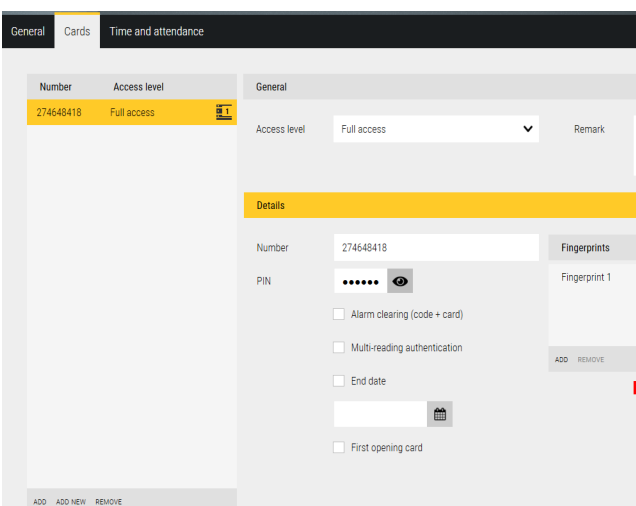 General Cards Time and attendance
Number Access level
274648418 Full access 1
General
Access level Full access Remark
Details
Number 274648418
PIN ••••••
Alarm clearing (code + card)
Multi-reading authentication
End date
First opening card
Fingerprints
Fingerprint 1
ADD REMOVE
ADD ADD NEW REMOVE